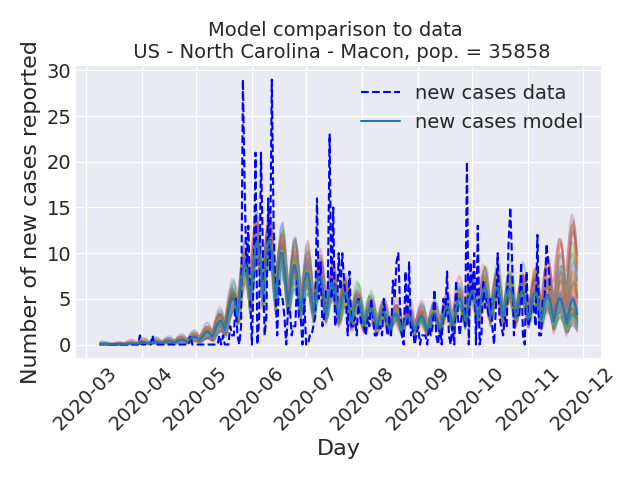 Model comparison to data
US - North Carolina - Macon, pop. = 35858
Number of new cases reported
30
25
20
15
10
5
0
new cases data
new cases model
2020-03
2020-04
2020-05
2020-06
2020-07
2020-08
2020-09
2020-10
2020-11
2020-12
Day